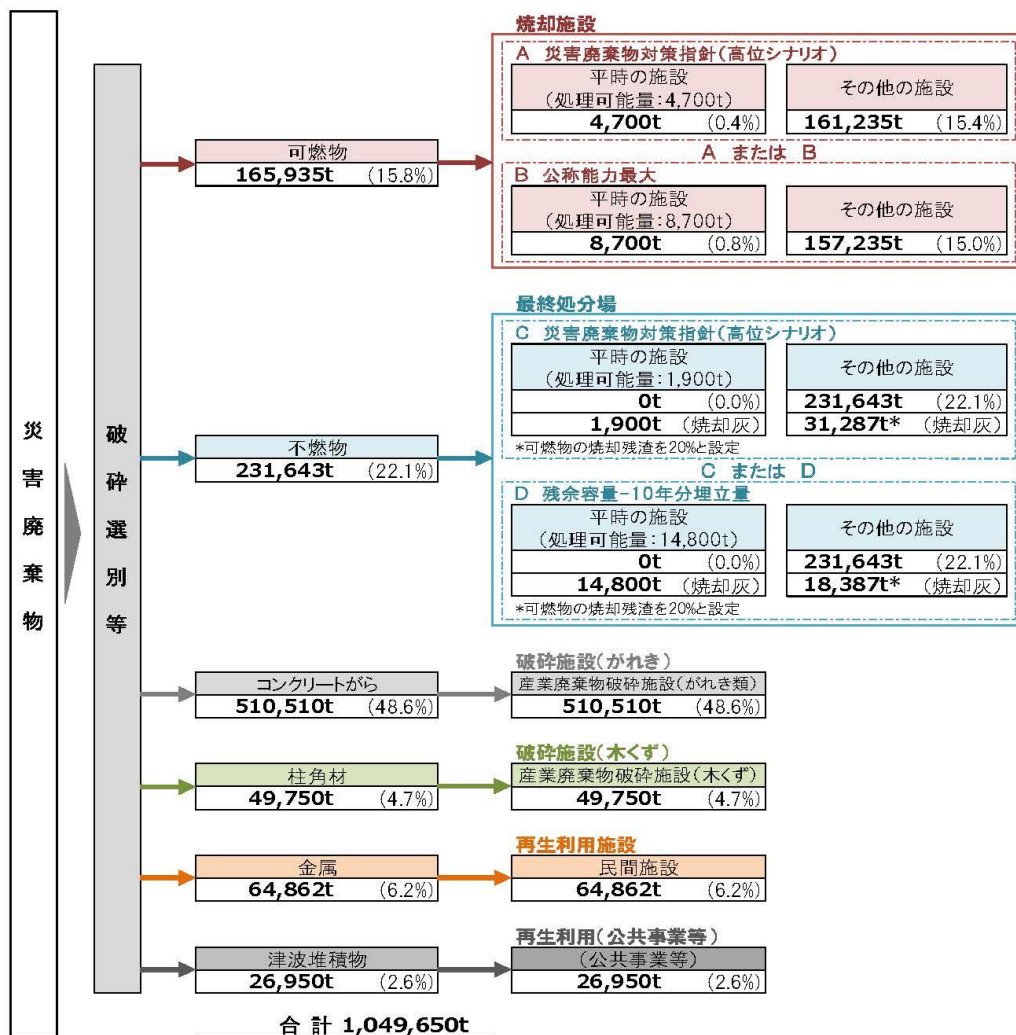 災害廃棄物
破砕選別等
焼却施設
A 災害廃棄物対策指針(高位シナリオ)
平時の施設
(処理可能量:4,700t)
4,700t (0.4%)
その他の施設
161,235t (15.4%)
可燃物
165,935t (15.8%)
A または B
B 公称能力最大
平時の施設
(処理可能量:8,700t)
8,700t (0.8%)
その他の施設
157,235t (15.0%)
最終処分場
C 災害廃棄物対策指針(高位シナリオ)
平時の施設
(処理可能量:1,900t)
0t (0.0%)
1,900t (焼却灰)
その他の施設
231,643t (22.1%)
31,287t* (焼却灰)
*可燃物の焼却残渣を20%と設定
不燃物
231,643t (22.1%)
C または D
D 残余容量-10年分埋立量
平時の施設
(処理可能量:14,800t)
0t (0.0%)
14,800t (焼却灰)
その他の施設
231,643t (22.1%)
18,387t* (焼却灰)
*可燃物の焼却残渣を20%と設定
コンクリートがら
510,510t (48.6%)
破砕施設(がれき)
産業廃棄物破砕施設(がれき類)
510,510t (48.6%)
柱角材
49,750t (4.7%)
破砕施設(木くず)
産業廃棄物破砕施設(木くず)
49,750t (4.7%)
金属
64,862t (6.2%)
再生利用施設
民間施設
64,862t (6.2%)
津波堆積物
26,950t (2.6%)
再生利用(公共事業等)
(公共事業等)
26,950t (2.6%)
合 計 1,049,650t